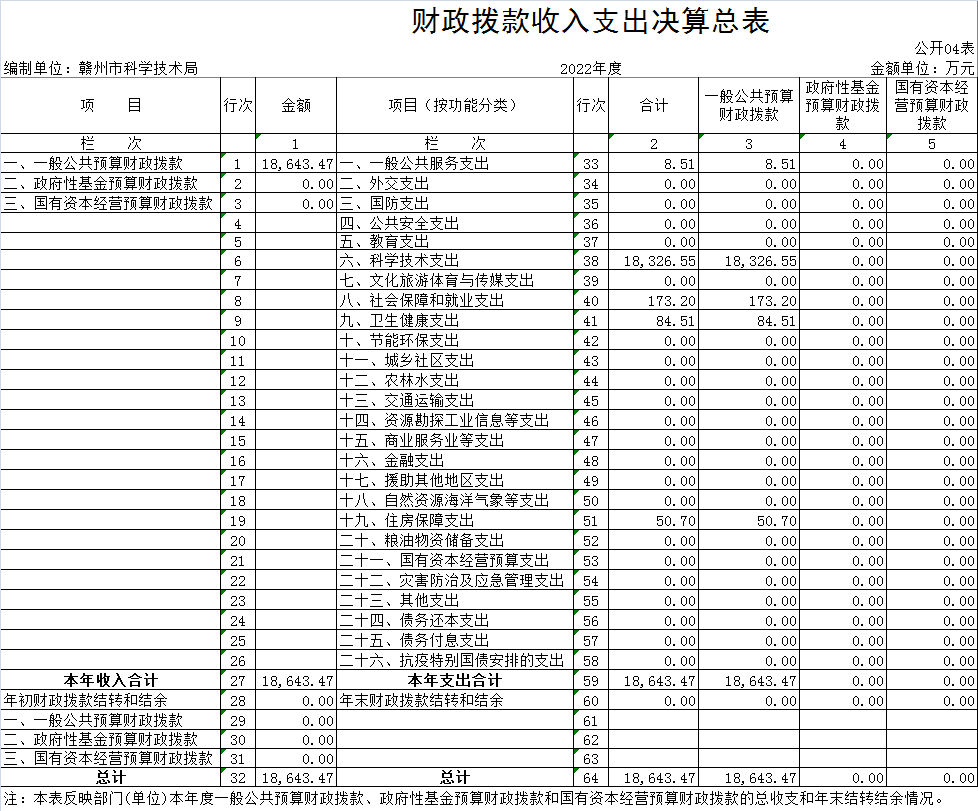 财政拨款收入支出决算总表
公开04表
编制单位：赣州市科学技术局 2022年度 金额单位：万元
项 目 行次 金额 项目（按功能分类） 行次 合计 一般公共预算财政拨款 政府性基金预算财政拨款 国有资本经营预算财政拨款
栏 次 1 栏 次 2 3 4 5
一、一般公共预算财政拨款 1 18,643.47 一、一般公共服务支出 33 8.51 8.51 0.00 0.00
二、政府性基金预算财政拨款 2 0.00 二、外交支出 34 0.00 0.00 0.00 0.00
三、国有资本经营预算财政拨款 3 0.00 三、国防支出 35 0.00 0.00 0.00 0.00
4 四、公共安全支出 36 0.00 0.00 0.00 0.00
5 五、教育支出 37 0.00 0.00 0.00 0.00
6 六、科学技术支出 38 18,326.55 18,326.55 0.00 0.00
7 七、文化旅游体育与传媒支出 39 0.00 0.00 0.00 0.00
8 八、社会保障和就业支出 40 173.20 173.20 0.00 0.00
9 九、卫生健康支出 41 84.51 84.51 0.00 0.00
10 十、节能环保支出 42 0.00 0.00 0.00 0.00
11 十一、城乡社区支出 43 0.00 0.00 0.00 0.00
12 十二、农林水支出 44 0.00 0.00 0.00 0.00
13 十三、交通运输支出 45 0.00 0.00 0.00 0.00
14 十四、资源勘探工业信息等支出 46 0.00 0.00 0.00 0.00
15 十五、商业服务业等支出 47 0.00 0.00 0.00 0.00
16 十六、金融支出 48 0.00 0.00 0.00 0.00
17 十七、援助其他地区支出 49 0.00 0.00 0.00 0.00
18 十八、自然资源海洋气象等支出 50 0.00 0.00 0.00 0.00
19 十九、住房保障支出 51 50.70 50.70 0.00 0.00
20 二十、粮油物资储备支出 52 0.00 0.00 0.00 0.00
21 二十一、国有资本经营预算支出 53 0.00 0.00 0.00 0.00
22 二十二、灾害防治及应急管理支出 54 0.00 0.00 0.00 0.00
23 二十三、其他支出 55 0.00 0.00 0.00 0.00
24 二十四、债务还本支出 56 0.00 0.00 0.00 0.00
25 二十五、债务付息支出 57 0.00 0.00 0.00 0.00
26 二十六、抗疫特别国债安排的支出 58 0.00 0.00 0.00 0.00
本年收入合计 27 18,643.47 本年支出合计 59 18,643.47 18,643.47 0.00 0.00
年初财政拨款结转和结余 28 0.00 年末财政拨款结转和结余 60 0.00 0.00 0.00 0.00
一、一般公共预算财政拨款 29 0.00 61
二、政府性基金预算财政拨款 30 0.00 62
三、国有资本经营预算财政拨款 31 0.00 63
总计 32 18,643.47 总计 64 18,643.47 18,643.47 0.00 0.00
注：本表反映部门(单位)本年度一般公共预算财政拨款、政府性基金预算财政拨款和国有资本经营预算财政拨款的总收支和年末结转结余情况。